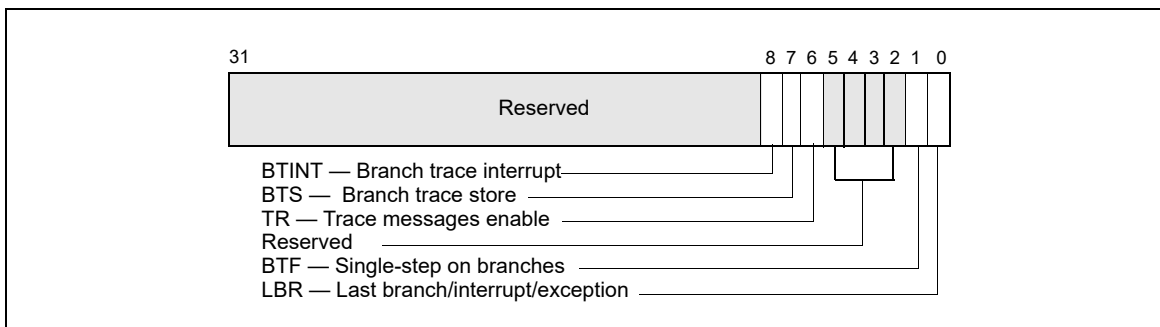 31 8 7 6 5 4 3 2 1 0
Reserved
BTINT — Branch trace interrupt
BTS — Branch trace store
TR — Trace messages enable
Reserved
BTF — Single-step on branches
LBR — Last branch/interrupt/exception